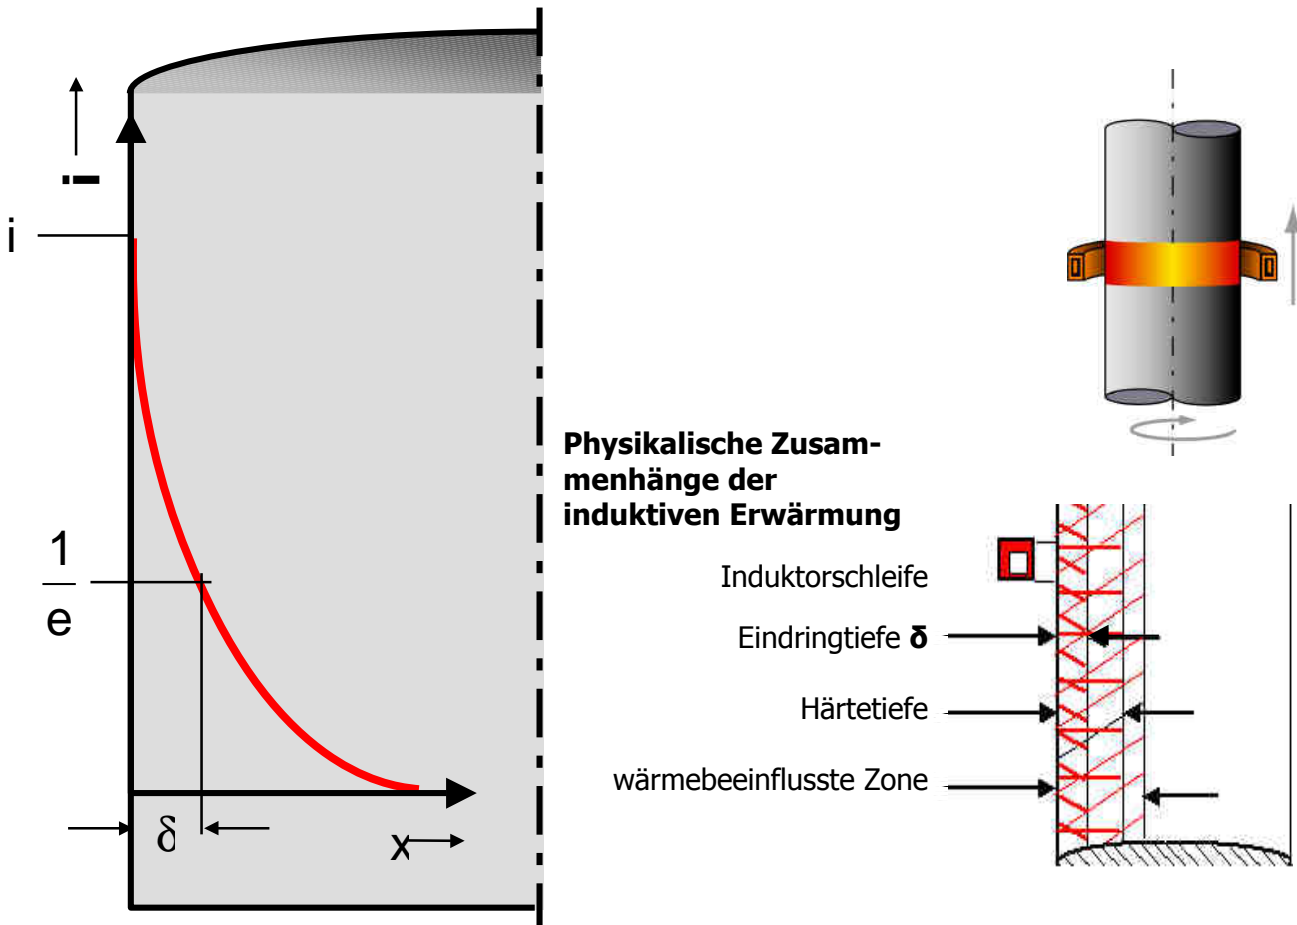 i
i
1
e
δ
x
Physikalische Zusam-
menhänge der
induktiven Erwärmung
Induktorschleife
Eindringtiefe δ
Härtetiefe
wärmebeeinflusste Zone